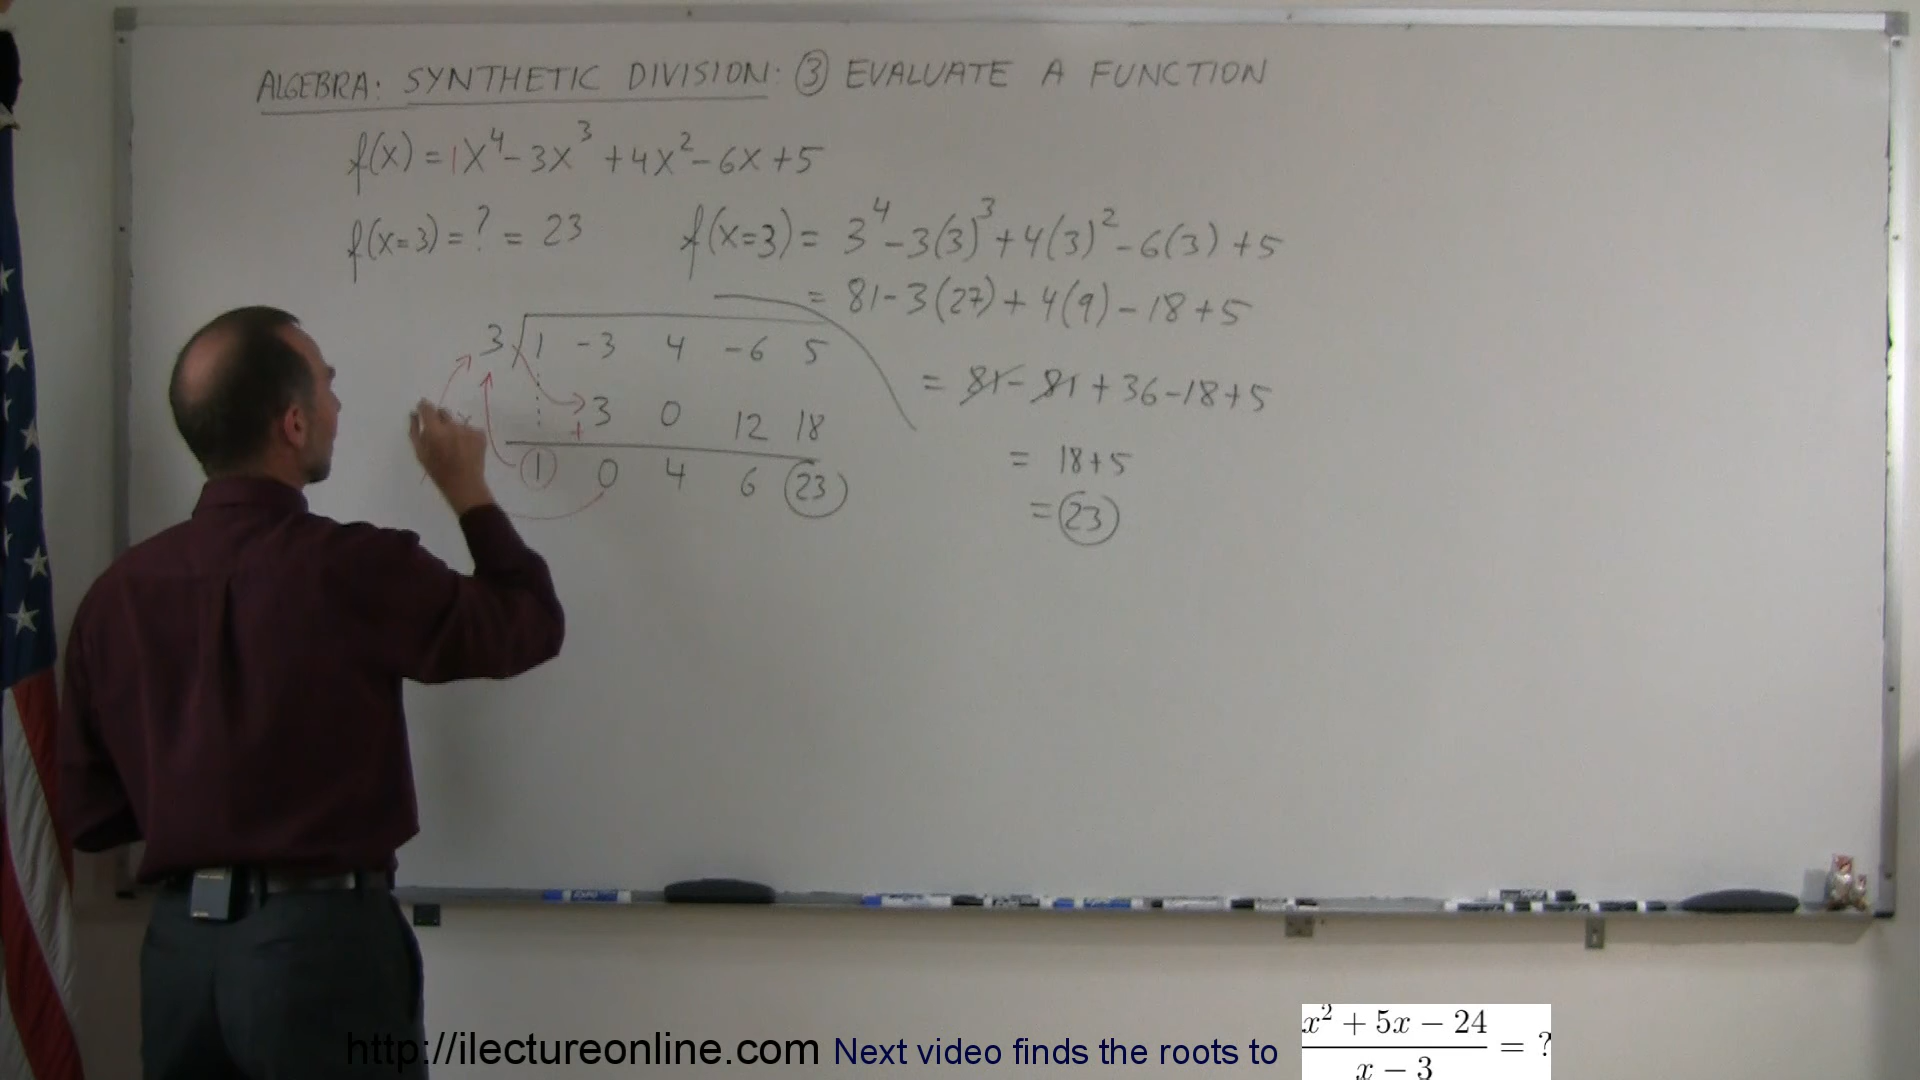 ALGEBRA: SYNTHETIC DIVISION: ③ EVALUATE A FUNCTION
f(x) = 1x⁴ - 3x³ + 4x² - 6x + 5
f(x=3) = ? = 23
f(x=3) = 3⁴ - 3(3)³ + 4(3)² - 6(3) + 5
= 81 - 3(27) + 4(9) - 18 + 5
= 81 - 81 + 36 - 18 + 5
= 18 + 5
= 23
3 1 -3 4 -6 5
x
3 0 12 18
+
1 0 4 6 23
http://ilectureonline.com Next video finds the roots to
x² + 5x − 24
x − 3
= ?